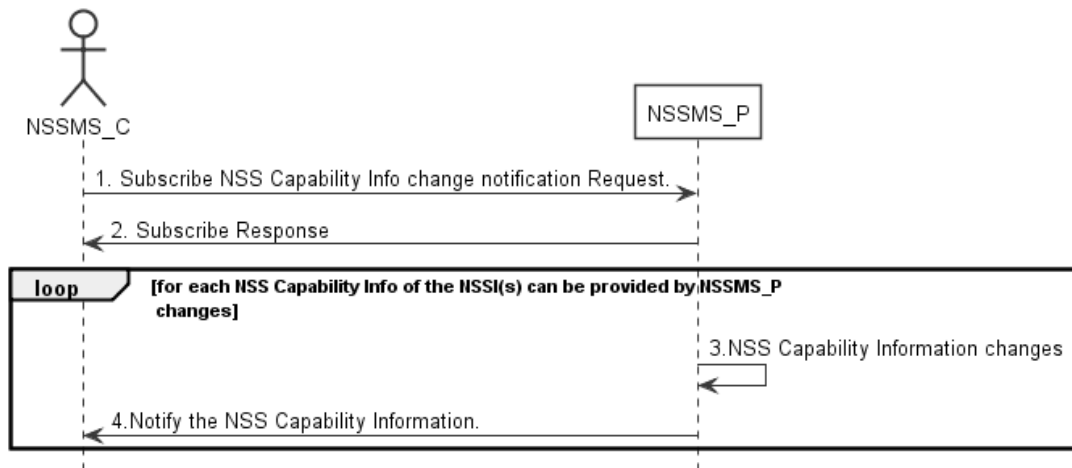 NSSMS_C
NSSMS_P
1. Subscribe NSS Capability Info change notification Request.
2. Subscribe Response
loop
[for each NSS Capability Info of the NSSI(s) can be provided by NSSMS_P
changes]
3.NSS Capability Information changes
4.Notify the NSS Capability Information.